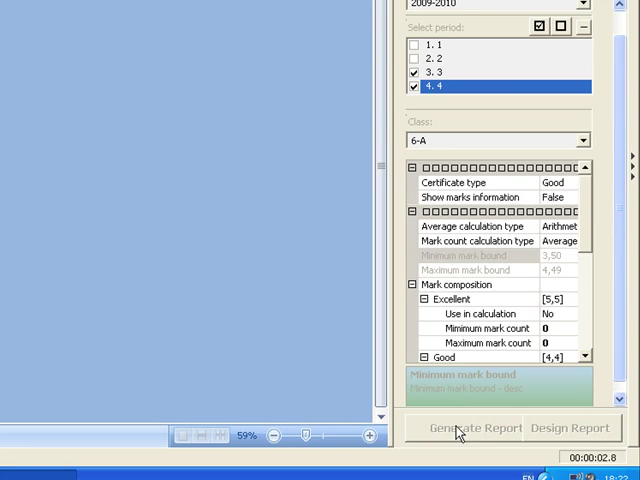 2009-2010
Select period:
1. 1
2. 2
3. 3
4. 4
Class:
6-A
Certificate type Good
Show marks information False
Average calculation type Arithmet
Mark count calculation type Average
Minimum mark bound 3,50
Maximum mark bound 4,49
Mark composition
Excellent [5,5]
Use in calculation No
Mimimum mark count 0
Maximum mark count 0
Good [4,4]
Minimum mark bound
Minimum mark bound - desc
Generate Report Design Report
59%
00:00:02.8
EN 18:22